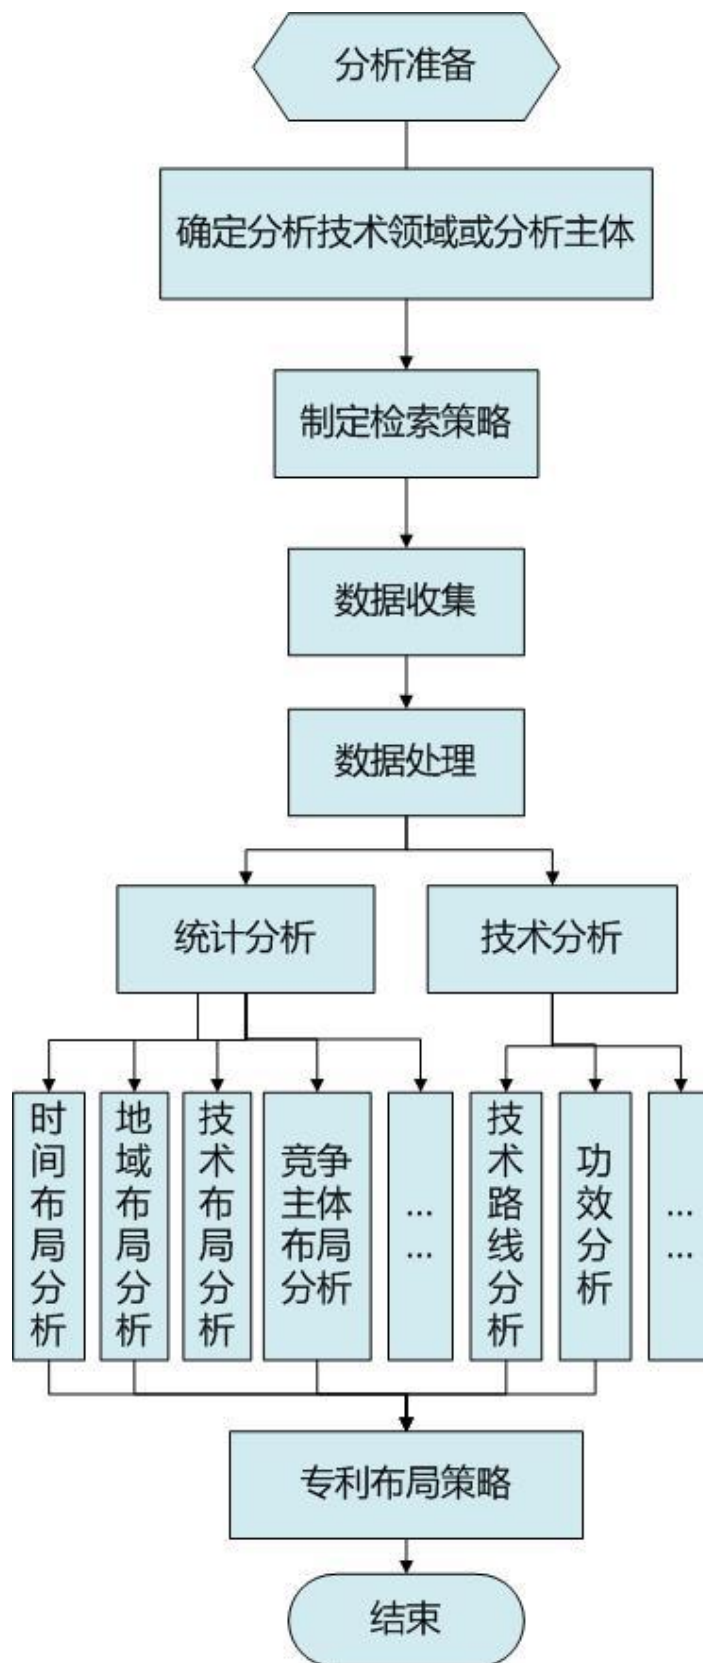 分析准备
确定分析技术领域或分析主体
制定检索策略
数据收集
数据处理
统计分析
技术分析
时间布局分析
地域布局分析
技术布局分析
竞争
主体
布局
分析
...
...
技术路线分析
功效分析
...
...
专利布局策略
结束